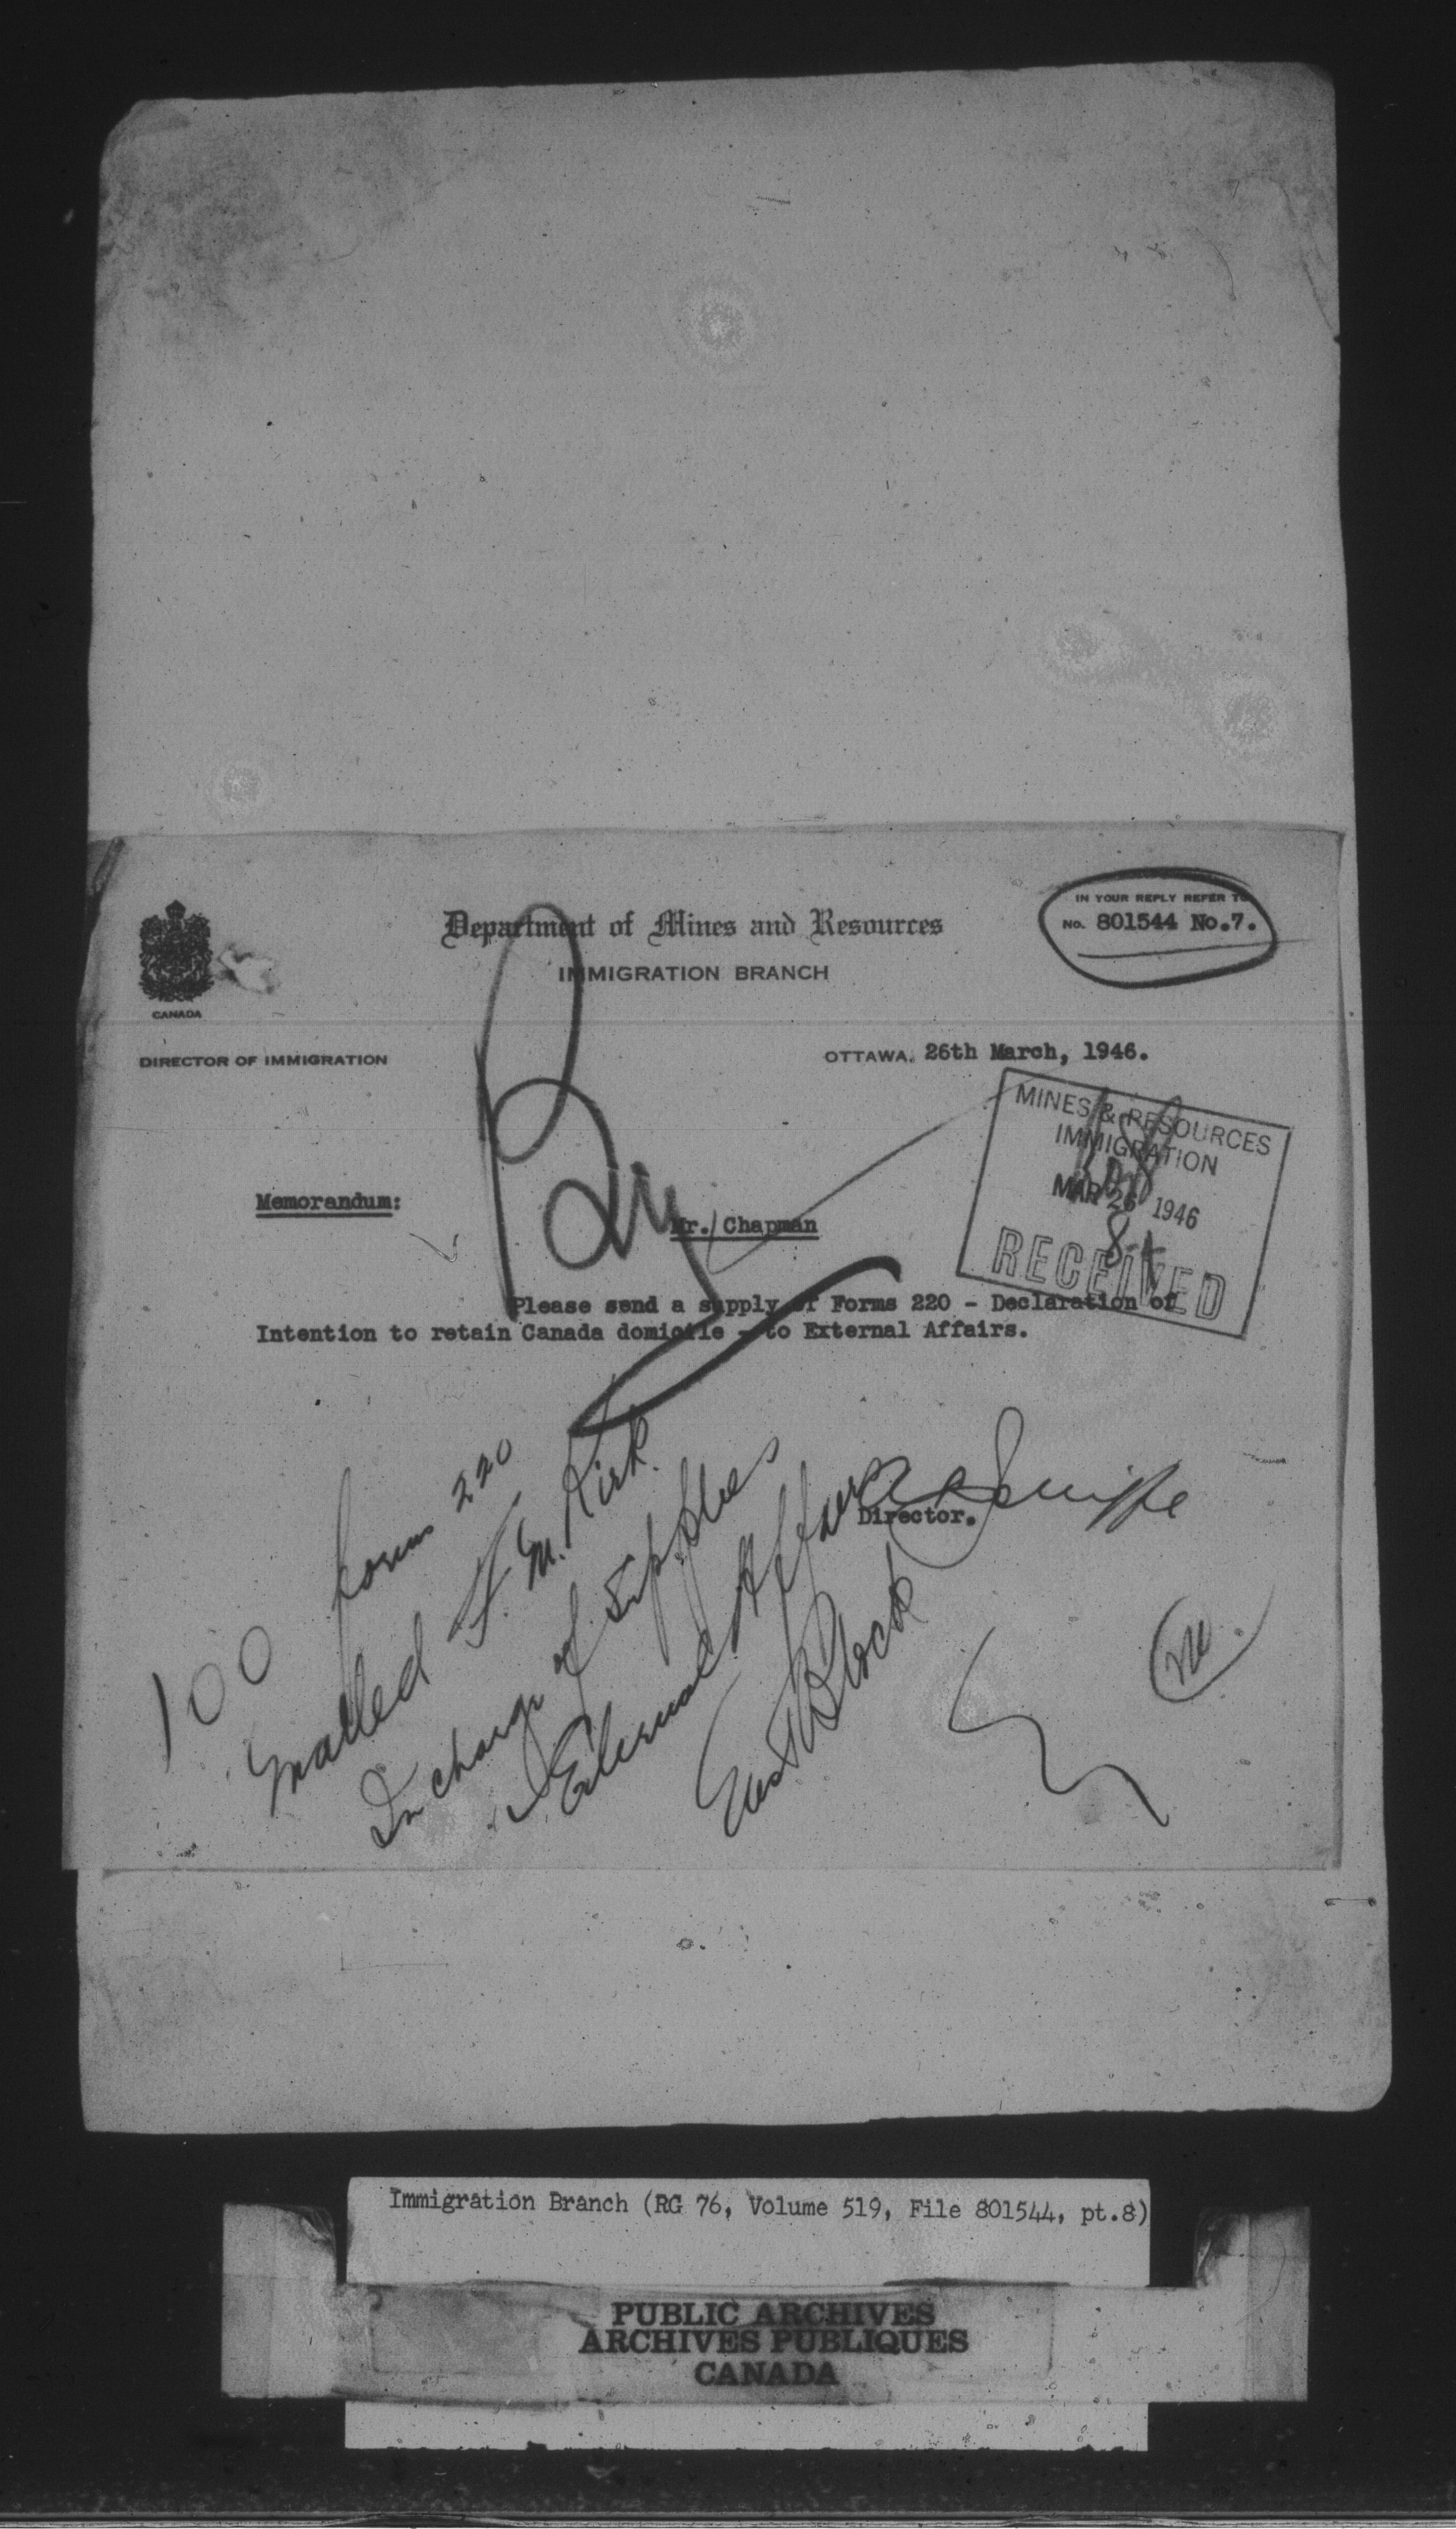 Department of Mines and Resources
IMMIGRATION BRANCH
IN YOUR REPLY REFER TO
No. 801544 No.7.
CANADA
DIRECTOR OF IMMIGRATION
OTTAWA, 26th March, 1946.
MINES & RESOURCES
IMMIGRATION
MAR 26 1946
RECEIVED
Memorandum:
Mr. Chapman
Please send a supply of Forms 220 - Declaration of
Intention to retain Canada domicile - to External Affairs.
Director.
100 forms 220
mailed F. M. Kirk.
In charge of Supplies
External Affairs
East Block
Immigration Branch (RG 76, Volume 519, File 801544, pt.8)
PUBLIC ARCHIVES
ARCHIVES PUBLIQUES
CANADA